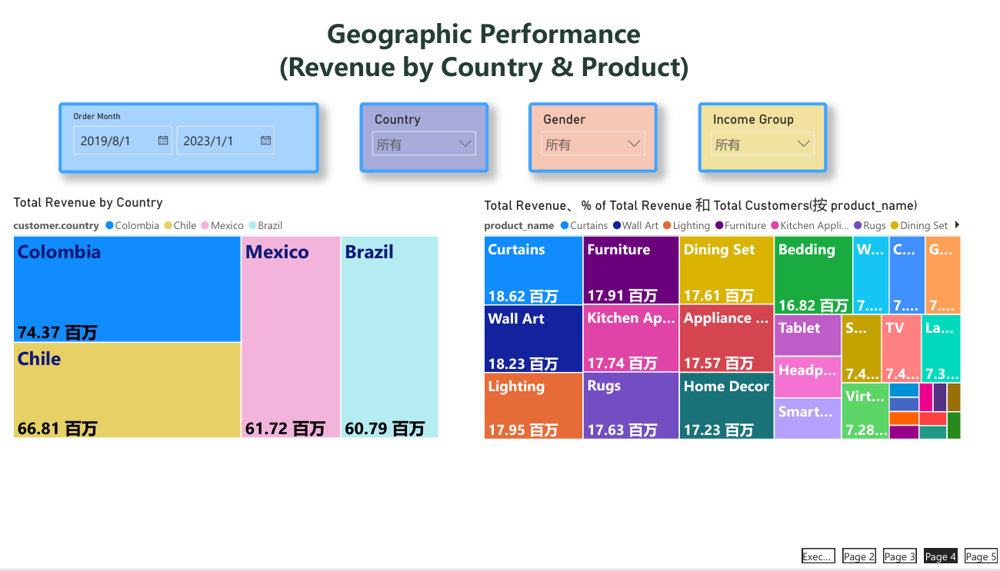 Geographic Performance
(Revenue by Country & Product)
Order Month
2019/8/1
2023/1/1
Country
所有
Gender
所有
Income Group
所有
Total Revenue by Country
customer.country Colombia Chile Mexico Brazil
Colombia
74.37 百万
Chile
66.81 百万
Mexico
61.72 百万
Brazil
60.79 百万
Total Revenue、% of Total Revenue 和 Total Customers(按 product_name)
product_name Curtains Wall Art Lighting Furniture Kitchen Appli... Rugs Dining Set
Curtains
18.62 百万
Wall Art
18.23 百万
Lighting
17.95 百万
Furniture
17.91 百万
Kitchen Ap...
17.74 百万
Rugs
17.63 百万
Dining Set
17.61 百万
Appliance ...
17.57 百万
Home Decor
17.23 百万
Bedding
16.82 百万
W...
7....
C...
7....
G...
7....
Tablet
Headp...
Smart...
S...
7.4...
TV
7.4...
La...
7.3...
Virt...
7.28...
Exec... Page 2 Page 3 Page 4 Page 5